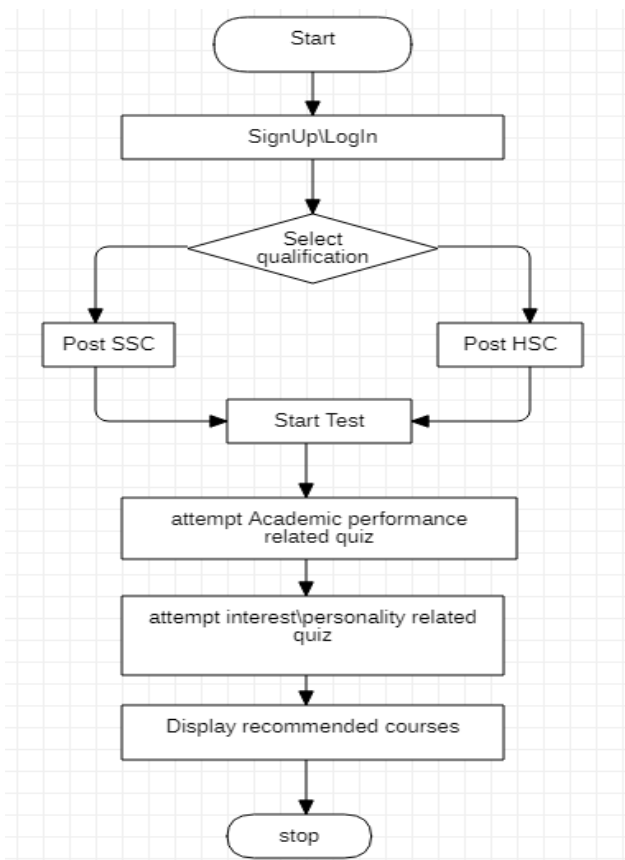 Start
SignUp\LogIn
Select
qualification
Post SSC
Post HSC
Start Test
attempt Academic performance
related quiz
attempt interest\personality related
quiz
Display recommended courses
stop